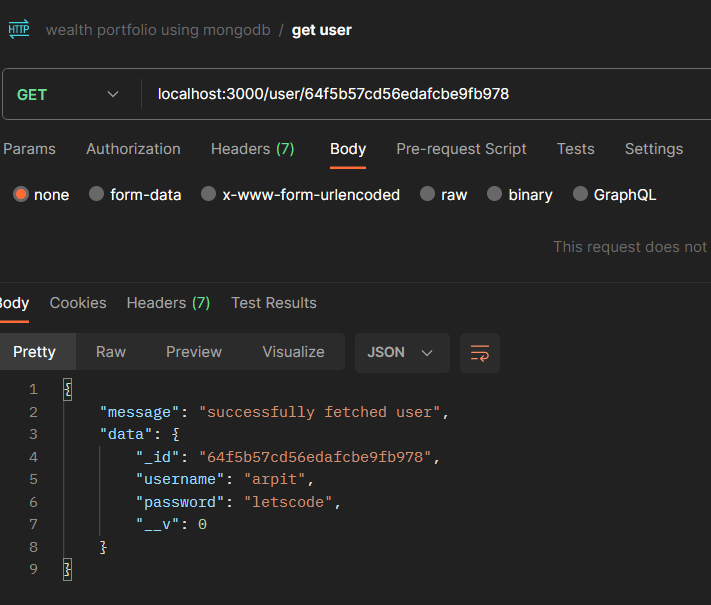 HTTP wealth portfolio using mongodb / get user
GET localhost:3000/user/64f5b57cd56edafcbe9fb978
Params Authorization Headers (7) Body Pre-request Script Tests Settings
none form-data x-www-form-urlencoded raw binary GraphQL
This request does not
Body Cookies Headers (7) Test Results
Pretty Raw Preview Visualize JSON
1 {
2 "message": "successfully fetched user",
3 "data": {
4 "_id": "64f5b57cd56edafcbe9fb978",
5 "username": "arpit",
6 "password": "letscode",
7 "__v": 0
8 }
9 }